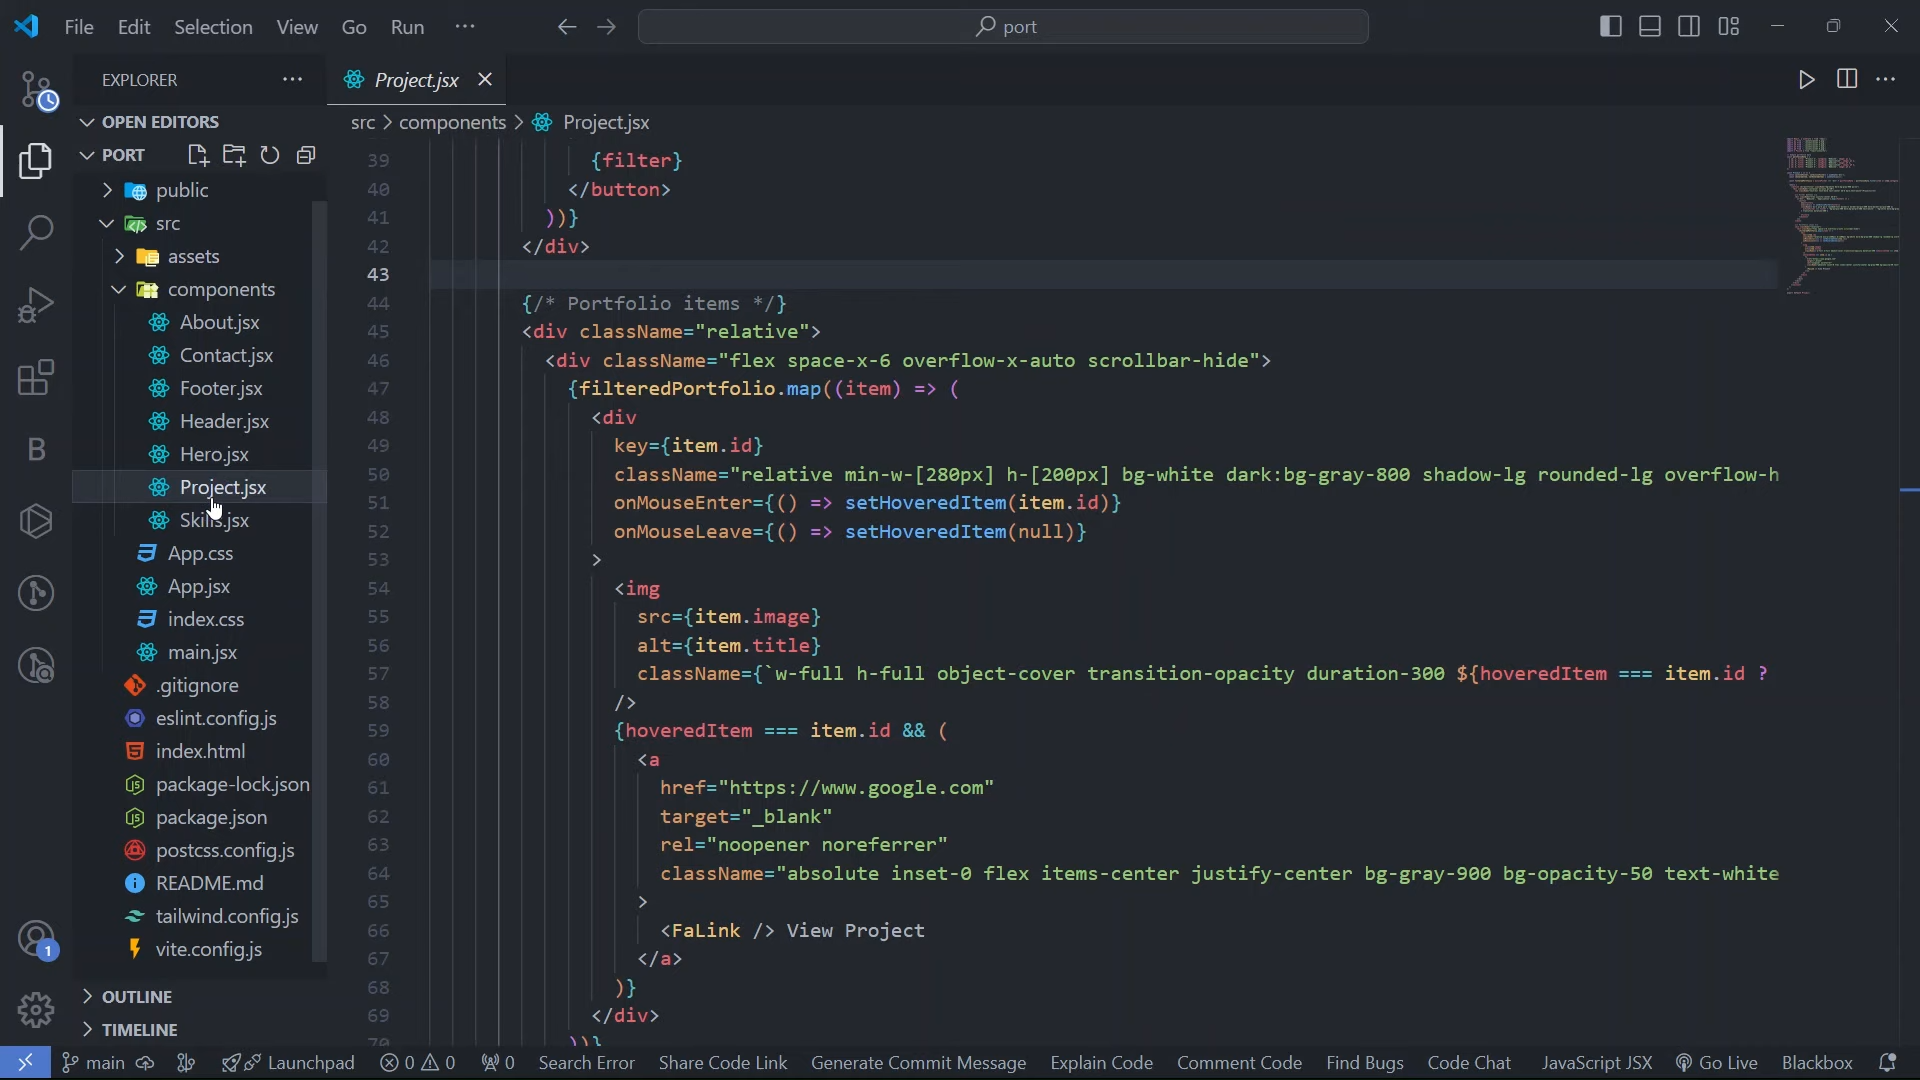 File Edit Selection View Go Run ··· port
EXPLORER ···
OPEN EDITORS
PORT
public
src
assets
components
About.jsx
Contact.jsx
Footer.jsx
Header.jsx
Hero.jsx
Project.jsx
Skills.jsx
App.css
App.jsx
index.css
main.jsx
.gitignore
eslint.config.js
index.html
package-lock.json
package.json
postcss.config.js
README.md
tailwind.config.js
vite.config.js
OUTLINE
TIMELINE
B
1
Project.jsx
src > components > Project.jsx
39 {filter}
40 </button>
41 ))}
42 </div>
43
44 {/* Portfolio items */}
45 <div className="relative">
46 <div className="flex space-x-6 overflow-x-auto scrollbar-hide">
47 {filteredPortfolio.map((item) => (
48 <div
49 key={item.id}
50 className="relative min-w-[280px] h-[200px] bg-white dark:bg-gray-800 shadow-lg rounded-lg overflow-h
51 onMouseEnter={() => setHoveredItem(item.id)}
52 onMouseLeave={() => setHoveredItem(null)}
53 >
54 <img
55 src={item.image}
56 alt={item.title}
57 className={`w-full h-full object-cover transition-opacity duration-300 ${hoveredItem === item.id ?
58 />
59 {hoveredItem === item.id && (
60 <a
61 href="https://www.google.com"
62 target="_blank"
63 rel="noopener noreferrer"
64 className="absolute inset-0 flex items-center justify-center bg-gray-900 bg-opacity-50 text-white
65 >
66 <FaLink /> View Project
67 </a>
68 )}
69 </div>
70 ))}
main Launchpad 0 0 0 Search Error Share Code Link Generate Commit Message Explain Code Comment Code Find Bugs Code Chat JavaScript JSX Go Live Blackbox